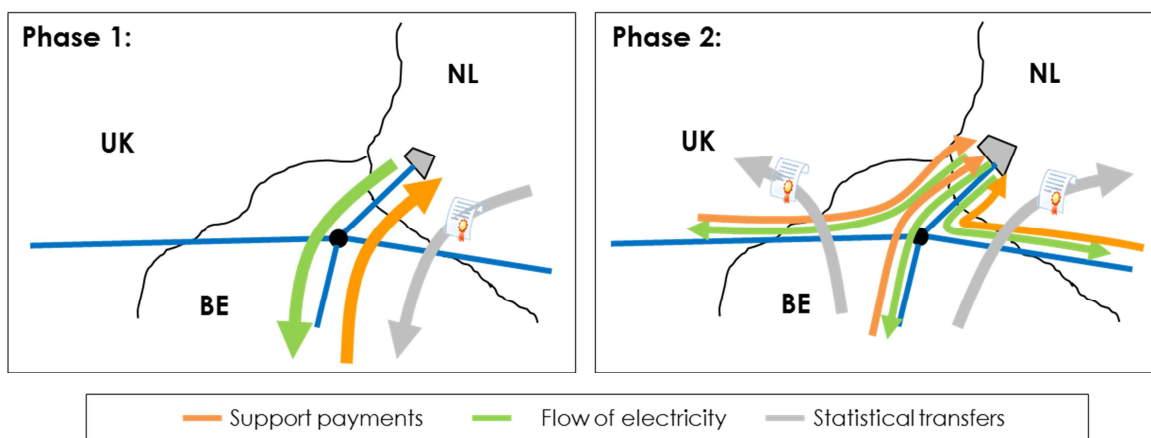 Phase 1:
NL
UK
BE
Phase 2:
NL
UK
BE
Support payments
Flow of electricity
Statistical transfers